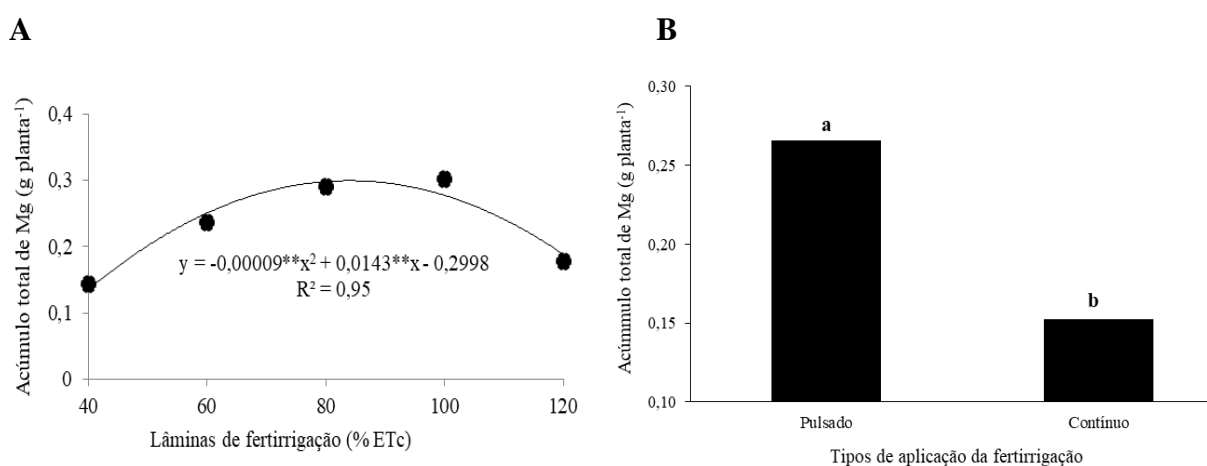 A
Acúmulo total de Mg (g planta⁻¹)
0,4
0,3
0,2
0,1
0
y = -0,00009**x² + 0,0143**x - 0,2998
R² = 0,95
40 60 80 100 120
Lâminas de fertirrigação (% ETc)
B
Acúmmulo total de Mg (g planta⁻¹)
0,30
0,25
0,20
0,15
0,10
a
b
Pulsado Contínuo
Tipos de aplicação da fertirrigação